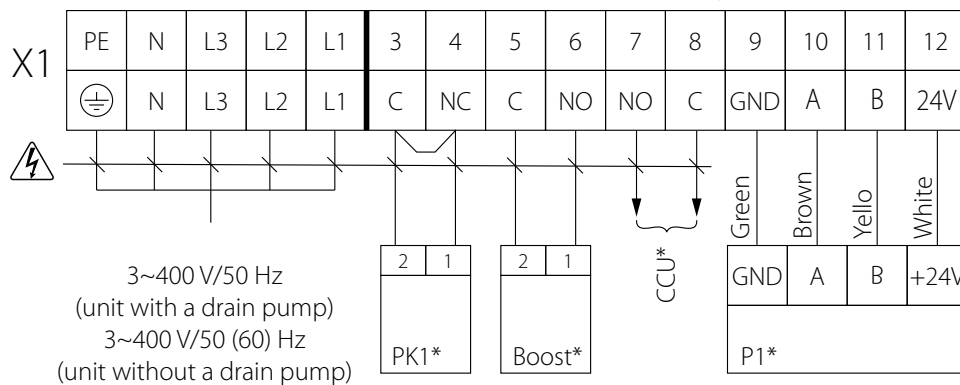 X1
PE N L3 L2 L1 3 4 5 6 7 8 9 10 11 12
N L3 L2 L1 C NC C NO NO C GND A B 24V
Green Brown Yello White
CCU*
2 1 2 1 GND A B +24V
PK1* Boost* P1*
3~400 V/50 Hz
(unit with a drain pump)
3~400 V/50 (60) Hz
(unit without a drain pump)